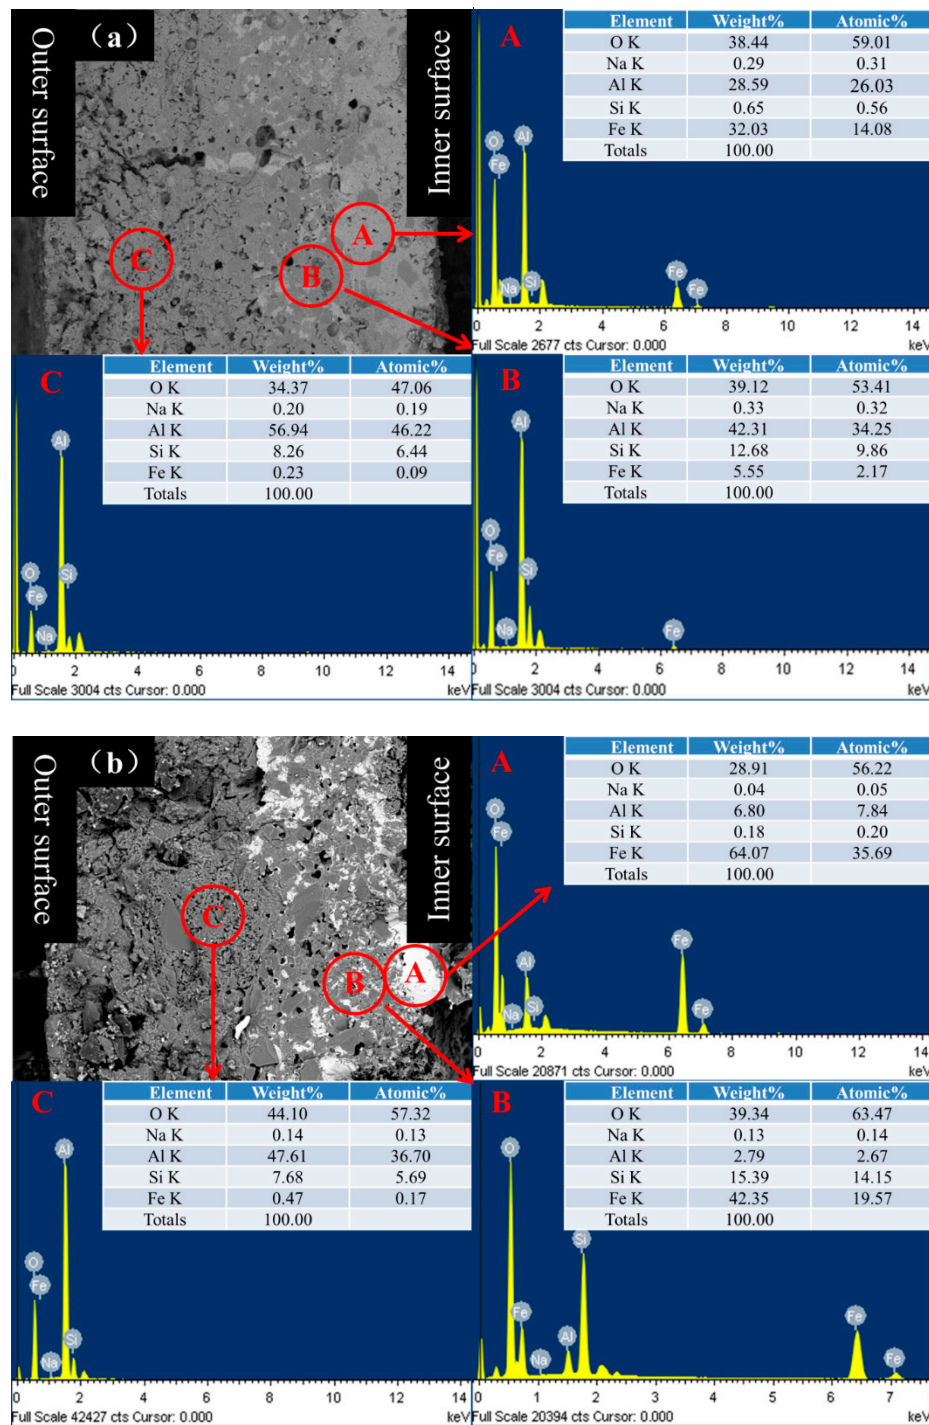 Outer surface
(a)
Inner surface
A
B
C
A
Element Weight% Atomic%
O K 38.44 59.01
Na K 0.29 0.31
Al K 28.59 26.03
Si K 0.65 0.56
Fe K 32.03 14.08
Totals 100.00
O Fe Na Al Si Fe Fe
0 2 4 6 8 10 12 14
Full Scale 2677 cts Cursor: 0.000 keV
C
Element Weight% Atomic%
O K 34.37 47.06
Na K 0.20 0.19
Al K 56.94 46.22
Si K 8.26 6.44
Fe K 0.23 0.09
Totals 100.00
O Fe Na Al Si
0 2 4 6 8 10 12 14
Full Scale 3004 cts Cursor: 0.000 keV
B
Element Weight% Atomic%
O K 39.12 53.41
Na K 0.33 0.32
Al K 42.31 34.25
Si K 12.68 9.86
Fe K 5.55 2.17
Totals 100.00
O Fe Na Al Si Fe
0 2 4 6 8 10 12 14
Full Scale 3004 cts Cursor: 0.000 keV
Outer surface
(b)
Inner surface
C
B
A
A
Element Weight% Atomic%
O K 28.91 56.22
Na K 0.04 0.05
Al K 6.80 7.84
Si K 0.18 0.20
Fe K 64.07 35.69
Totals 100.00
O Fe Na Al Si Fe Fe
0 2 4 6 8 10 12 14
Full Scale 20871 cts Cursor: 0.000 keV
C
Element Weight% Atomic%
O K 44.10 57.32
Na K 0.14 0.13
Al K 47.61 36.70
Si K 7.68 5.69
Fe K 0.47 0.17
Totals 100.00
O Fe Na Al Si
0 2 4 6 8 10 12 14
Full Scale 42427 cts Cursor: 0.000 keV
B
Element Weight% Atomic%
O K 39.34 63.47
Na K 0.13 0.14
Al K 2.79 2.67
Si K 15.39 14.15
Fe K 42.35 19.57
Totals 100.00
O Fe Na Al Si Fe Fe
0 1 2 3 4 5 6 7
Full Scale 20394 cts Cursor: 0.000 keV